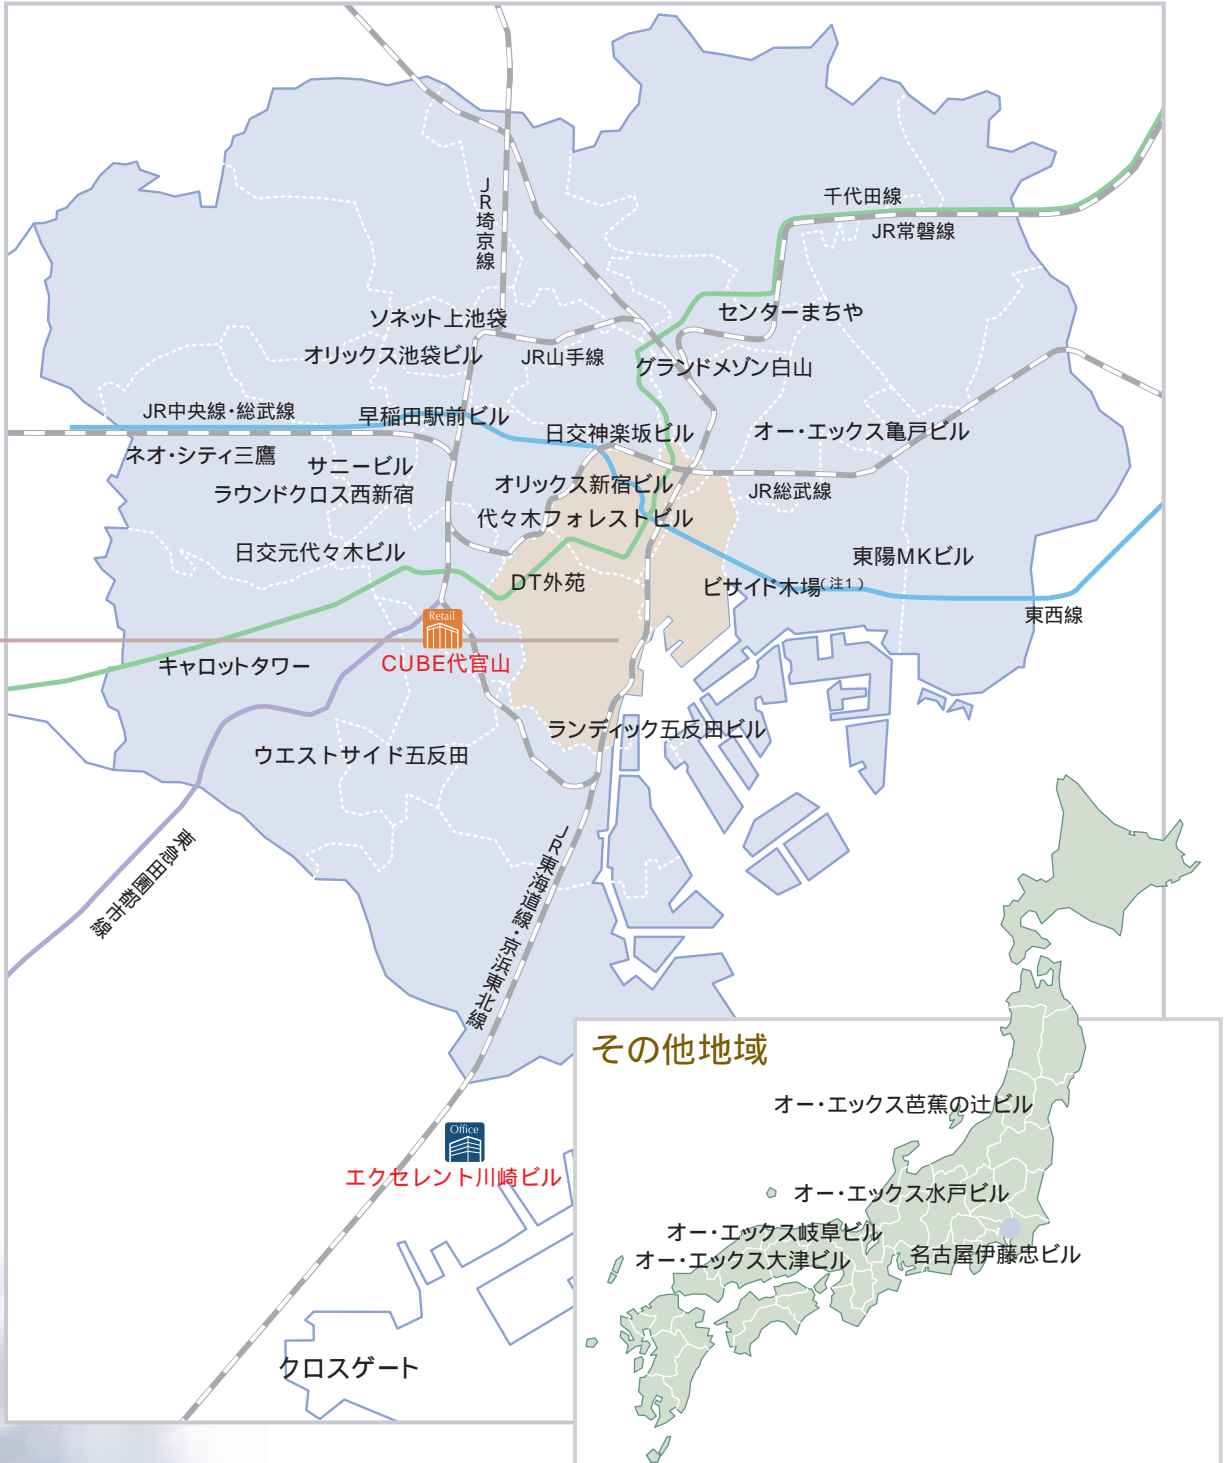 千代田線
JR常磐線
JR埼京線
センターまちや
ソネット上池袋
オリックス池袋ビル
JR山手線
グランドメゾン白山
JR中央線・総武線
早稲田駅前ビル
日交神楽坂ビル
オー・エックス亀戸ビル
ネオ・シティ三鷹
サニービル
ラウンドクロス西新宿
オリックス新宿ビル
JR総武線
代々木フォレストビル
日交元代々木ビル
東陽MKビル
DT外苑
ビサイド木場(注1)
東西線
Retail
CUBE代官山
キャロットタワー
ランディック五反田ビル
ウエストサイド五反田
東急田園都市線
JR東海道線・京浜東北線
Office
エクセレント川崎ビル
クロスゲート
その他地域
オー・エックス芭蕉の辻ビル
オー・エックス水戸ビル
オー・エックス岐阜ビル
名古屋伊藤忠ビル
オー・エックス大津ビル